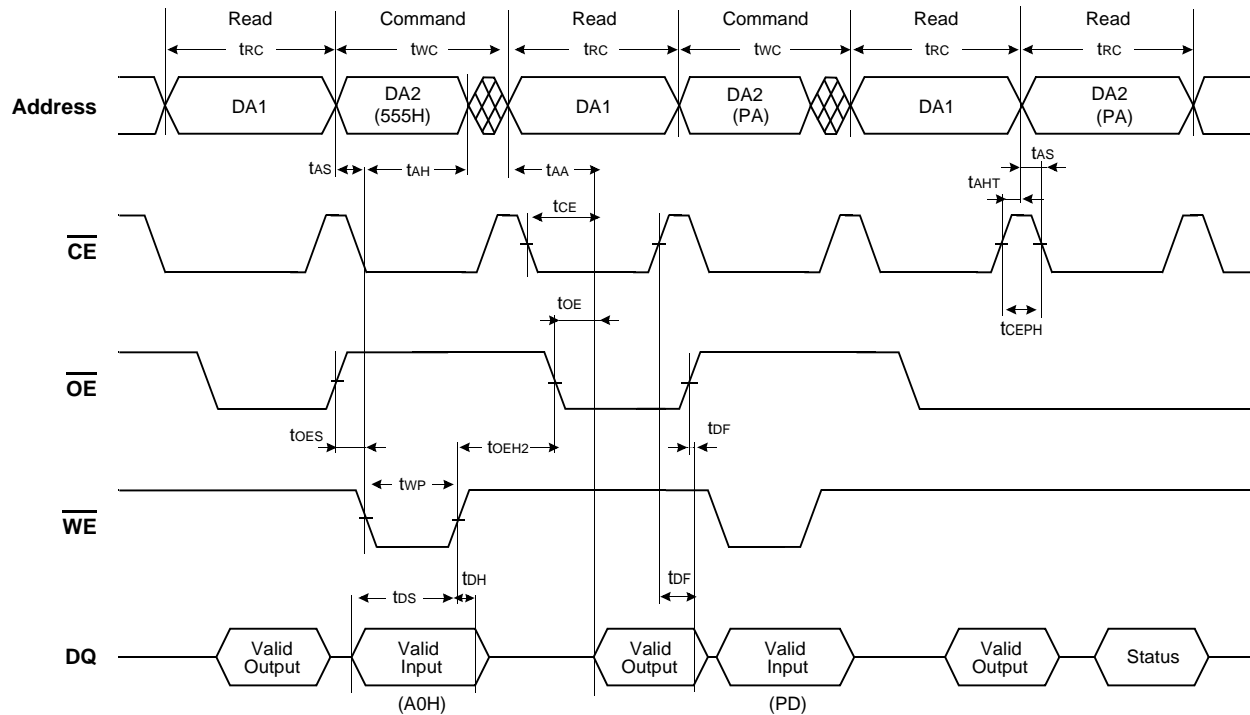 Read Command Read Command Read Read
tRC tWC tRC tWC tRC tRC
Address DA1 DA2 (555H) DA1 DA2 (PA) DA1 DA2 (PA)
tAS tAH tAA tAS
tAHT
tCE
CE
tOE
tCEPH
OE
tOES tOEH2 tDF
tWP
WE
tDS tDH tDF
DQ Valid Output Valid Input Valid Output Valid Input Valid Output Status
(A0H) (PD)